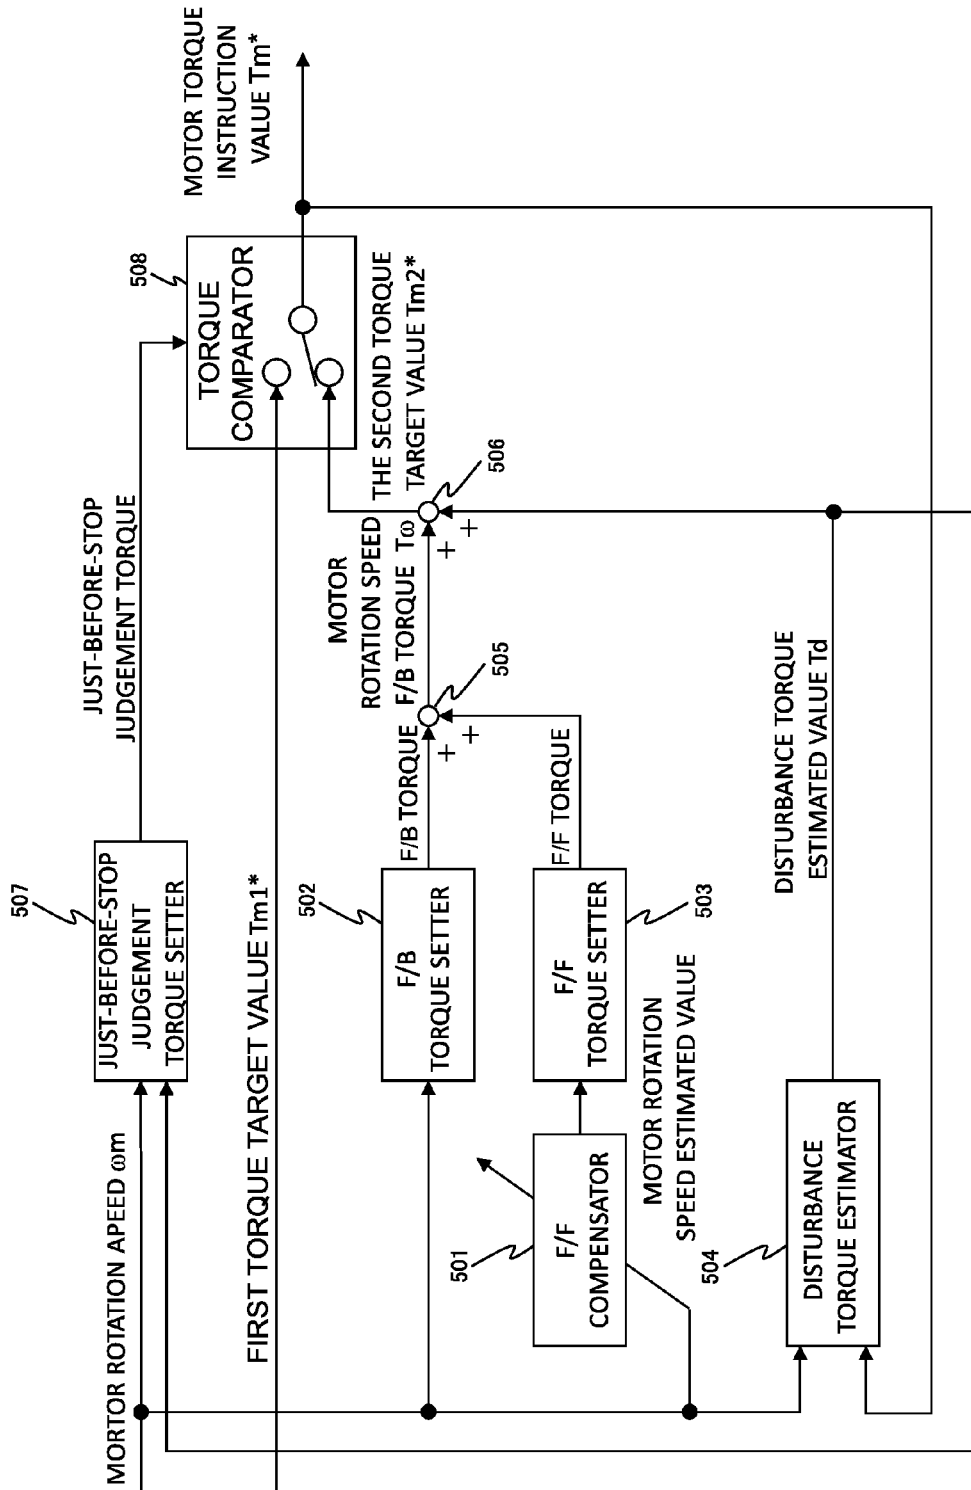 MORTOR ROTATION APEED ωm
507
JUST-BEFORE-STOP
JUDGEMENT
TORQUE SETTER
JUST-BEFORE-STOP
JUDGEMENT TORQUE
508
TORQUE
COMPARATOR
MOTOR TORQUE
INSTRUCTION
VALUE Tm*
FIRST TORQUE TARGET VALUE Tm1*
502
F/B
TORQUE SETTER
F/B TORQUE
+
+
505
MOTOR
ROTATION SPEED
F/B TORQUE Tω
+
+
506
THE SECOND TORQUE
TARGET VALUE Tm2*
501
F/F
COMPENSATOR
MOTOR ROTATION
SPEED ESTIMATED VALUE
F/F
TORQUE SETTER
503
F/F TORQUE
504
DISTURBANCE
TORQUE ESTIMATOR
DISTURBANCE TORQUE
ESTIMATED VALUE Td